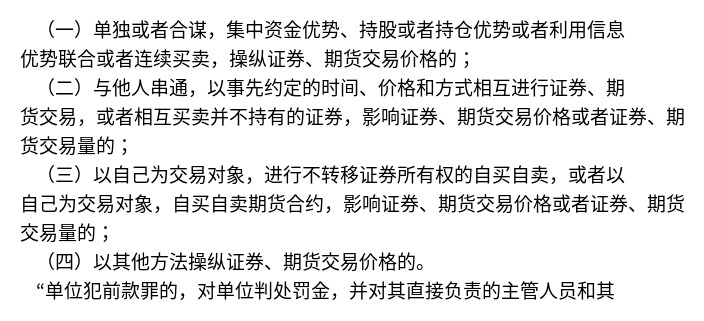 （一）单独或者合谋，集中资金优势、持股或者持仓优势或者利用信息
优势联合或者连续买卖，操纵证券、期货交易价格的；
（二）与他人串通，以事先约定的时间、价格和方式相互进行证券、期
货交易，或者相互买卖并不持有的证券，影响证券、期货交易价格或者证券、期
货交易量的；
（三）以自己为交易对象，进行不转移证券所有权的自买自卖，或者以
自己为交易对象，自买自卖期货合约，影响证券、期货交易价格或者证券、期货
交易量的；
（四）以其他方法操纵证券、期货交易价格的。
“单位犯前款罪的，对单位判处罚金，并对其直接负责的主管人员和其